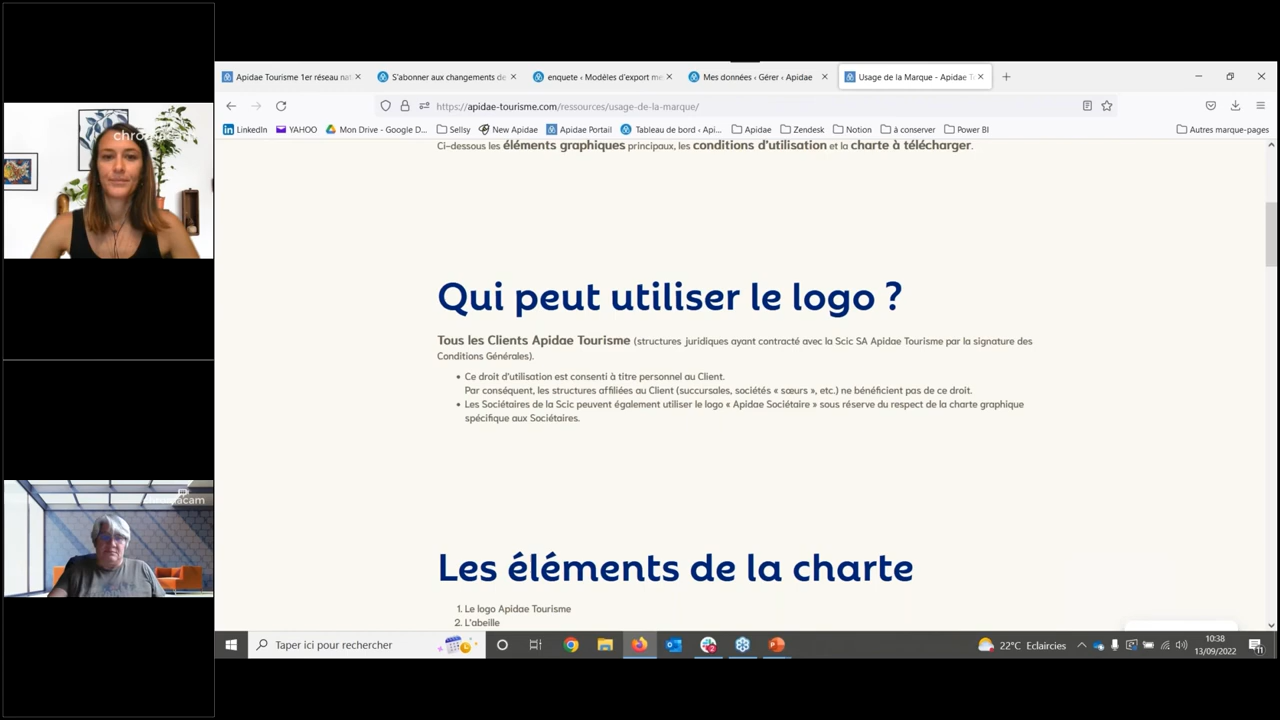 chromacam
Apidae Tourisme 1er réseau nat
S'abonner aux changements de
enquete ‹ Modèles d'export me
Mes données ‹ Gérer ‹ Apidae
Usage de la Marque - Apidae T
https://apidae-tourisme.com/ressources/usage-de-la-marque/
LinkedIn YAHOO Mon Drive - Google D... Sellsy New Apidae Apidae Portail Tableau de bord ‹ Api... Apidae Zendesk Notion à conserver Power BI Autres marque-pages
Ci-dessous les éléments graphiques principaux, les conditions d'utilisation et la charte à télécharger.
Qui peut utiliser le logo ?
Tous les Clients Apidae Tourisme (structures juridiques ayant contracté avec la Scic SA Apidae Tourisme par la signature des
Conditions Générales).
• Ce droit d'utilisation est consenti à titre personnel au Client.
Par conséquent, les structures affiliées au Client (succursales, sociétés « sœurs », etc.) ne bénéficient pas de ce droit.
• Les Sociétaires de la Scic peuvent également utiliser le logo « Apidae Sociétaire » sous réserve du respect de la charte graphique
spécifique aux Sociétaires.
Les éléments de la charte
1. Le logo Apidae Tourisme
2. L'abeille
Taper ici pour rechercher
22°C Eclaircies
10:38
13/09/2022
11